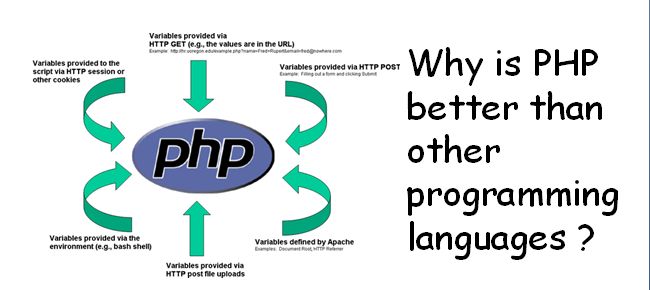 Variables provided via
HTTP GET (e.g., the values are in the URL)
Example: http://hr.uoregon.edu/example.php?name=Fred+Rupert&email=fred@nowhere.com
Variables provided to the
script via HTTP session or
other cookies
Variables provided via HTTP POST
Example: Filling out a form and clicking Submit
php
Variables provided via the
environment (e.g., bash shell)
Variables provided via
HTTP post file uploads
Variables defined by Apache
Examples: Document Root, HTTP Referrer
Why is PHP
better than
other
programming
languages ?